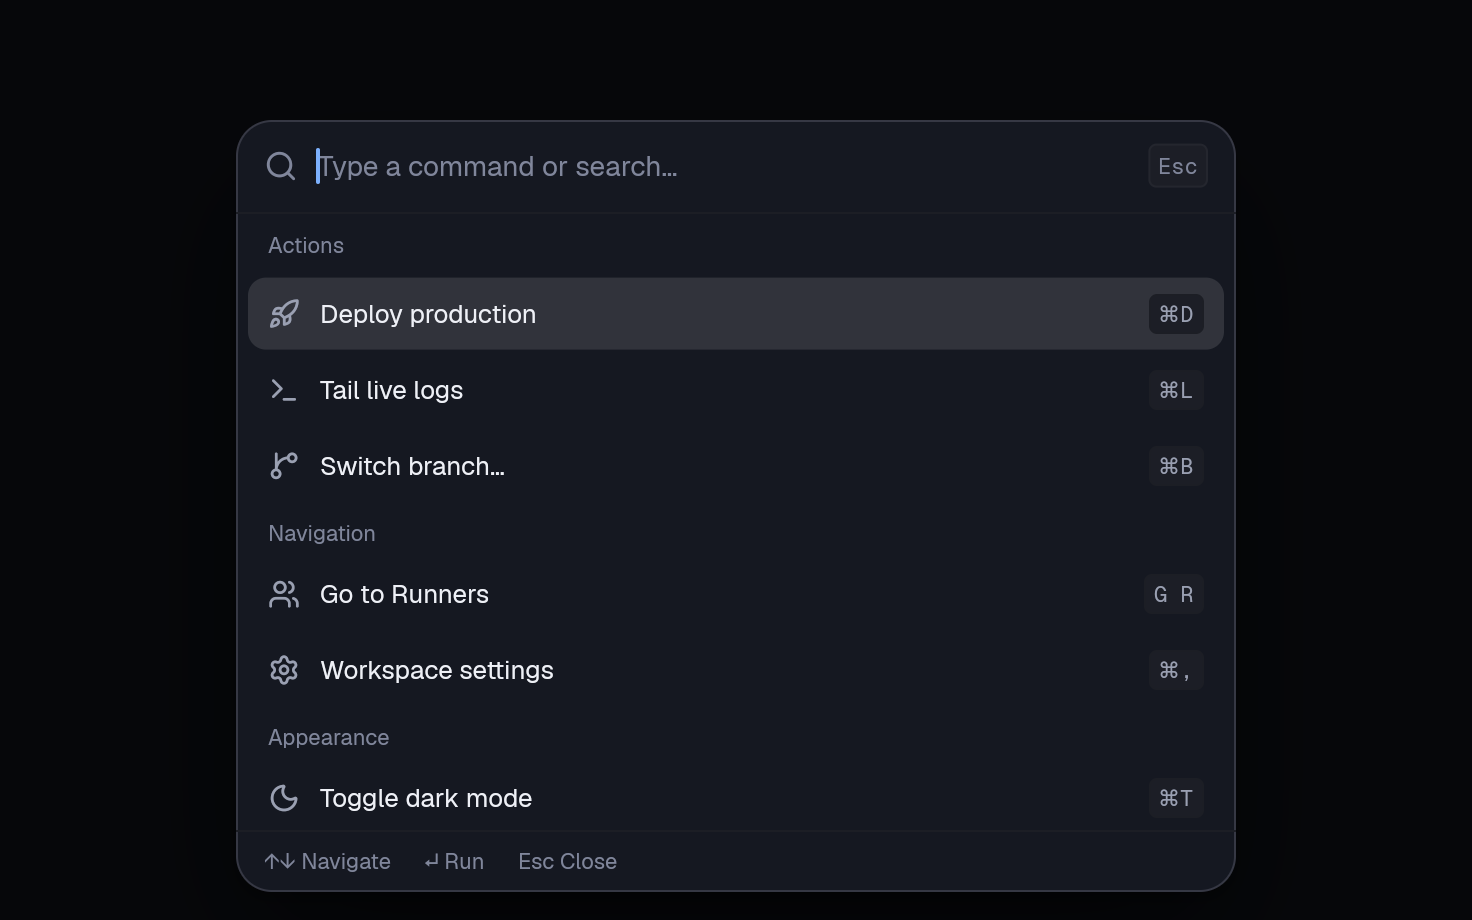 Type a command or search… Esc
Actions
Deploy production ⌘D
Tail live logs ⌘L
Switch branch… ⌘B
Navigation
Go to Runners G R
Workspace settings ⌘,
Appearance
Toggle dark mode ⌘T
↑↓ Navigate ↵ Run Esc Close